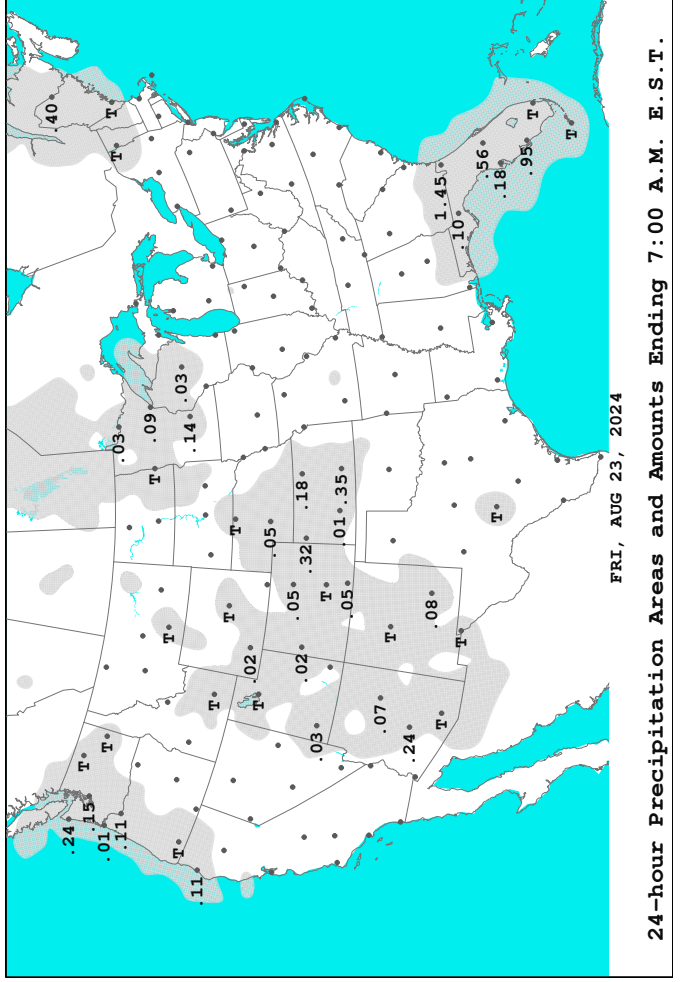 .40
.24
T
.15
.01
T
T
T
.03
.11
.09
T
T
T
.03
.14
.11
T
T
T
.02
T
.05
.05
.02
.18
.32
.03
T
.01
.35
.05
.07
T
.24
.08
1.45
T
.10
T
.56
T
.18
.95
T
T
FRI, AUG 23, 2024
24-hour Precipitation Areas and Amounts Ending 7:00 A.M. E.S.T.